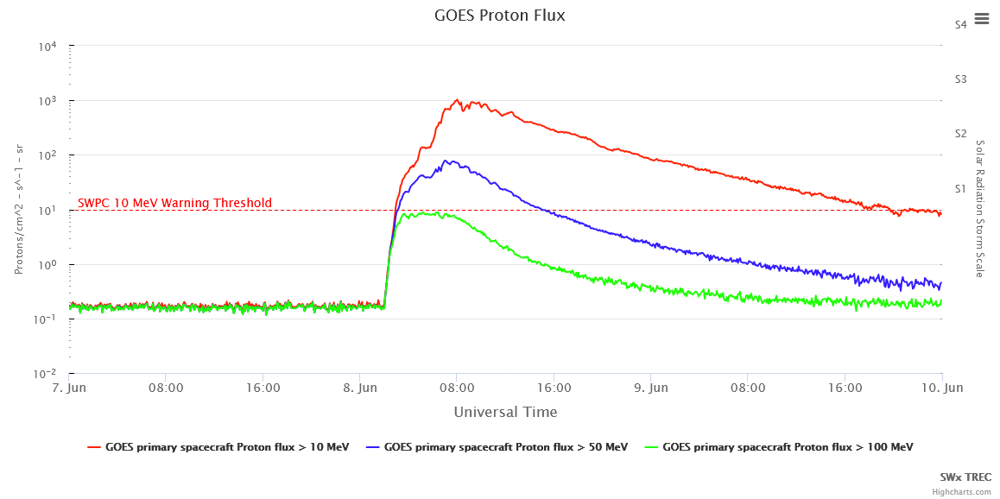 GOES Proton Flux
S4
10⁴
S3
10³
S2
10²
S1
SWPC 10 MeV Warning Threshold
10¹
10⁰
10⁻¹
10⁻²
Protons/cm^2 - s^-1 - sr
Solar Radiation Storm Scale
7. Jun 08:00 16:00 8. Jun 08:00 16:00 9. Jun 08:00 16:00 10. Jun
Universal Time
GOES primary spacecraft Proton flux > 10 MeV GOES primary spacecraft Proton flux > 50 MeV GOES primary spacecraft Proton flux > 100 MeV
SWx TREC
Highcharts.com